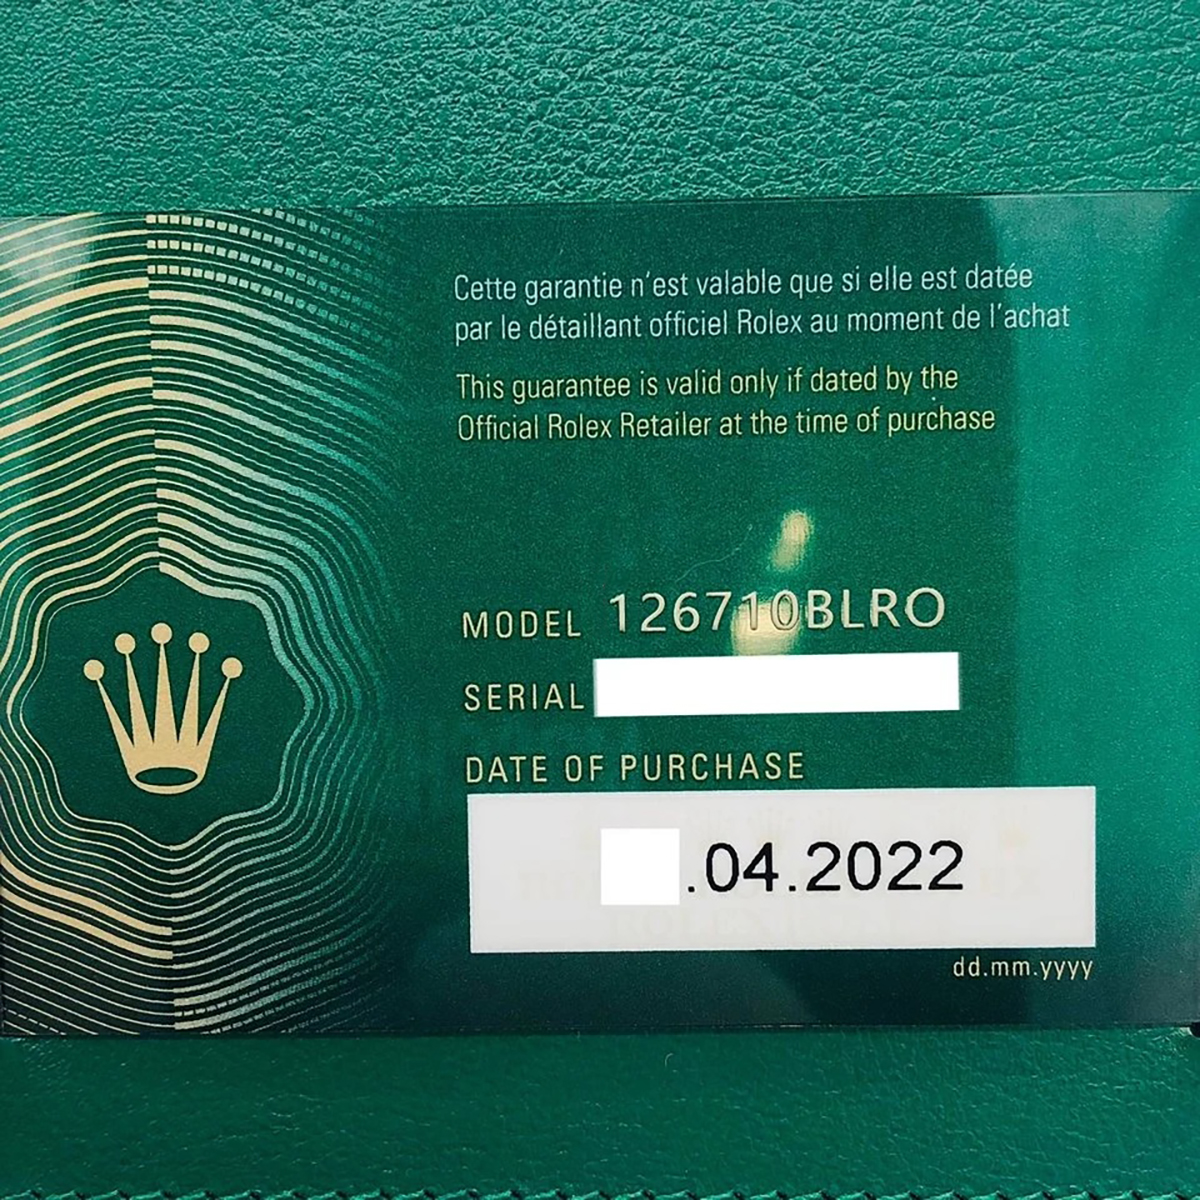 Cette garantie n'est valable que si elle est datée
par le détaillant officiel Rolex au moment de l'achat
This guarantee is valid only if dated by the
Official Rolex Retailer at the time of purchase
MODEL 126710BLRO
SERIAL
DATE OF PURCHASE
.04.2022
dd.mm.yyyy